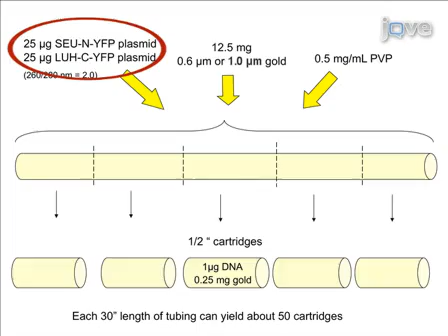 jove
25 µg SEU-N-YFP plasmid
25 µg LUH-C-YFP plasmid
(260/280 nm = 2.0)
12.5 mg
0.6 µm or 1.0 µm gold
0.5 mg/mL PVP
1/2 “ cartridges
1µg DNA
0.25 mg gold
Each 30” length of tubing can yield about 50 cartridges